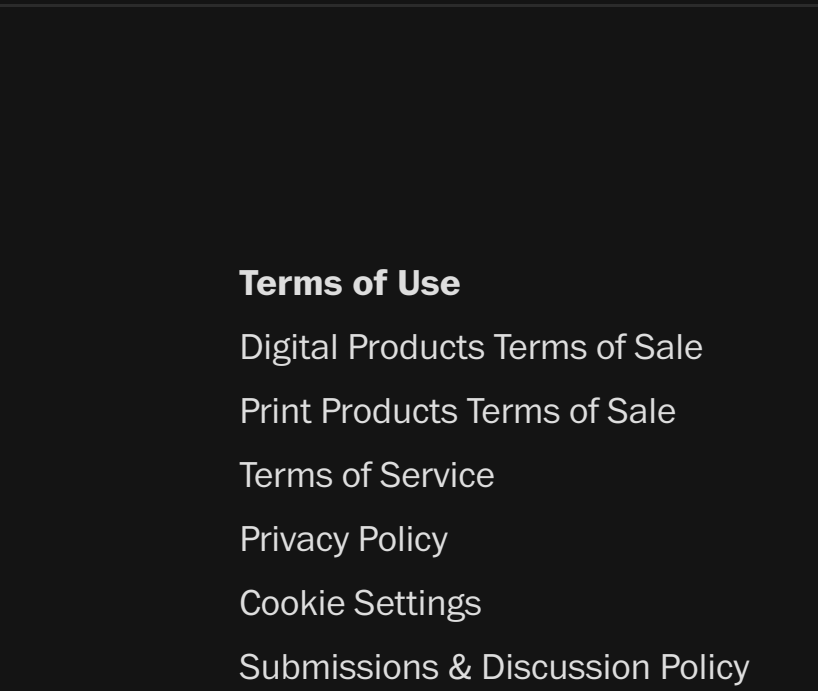 Terms of Use
Digital Products Terms of Sale
Print Products Terms of Sale
Terms of Service
Privacy Policy
Cookie Settings
Submissions & Discussion Policy